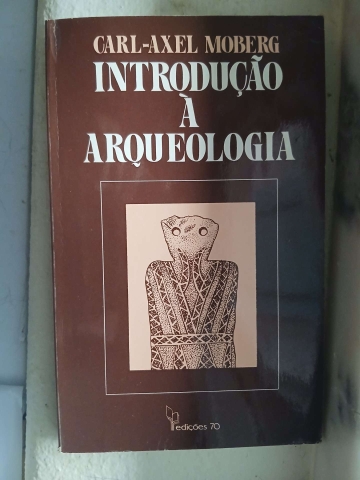 CARL-AXEL MOBERG
INTRODUÇÃO
À
ARQUEOLOGIA
edições 70